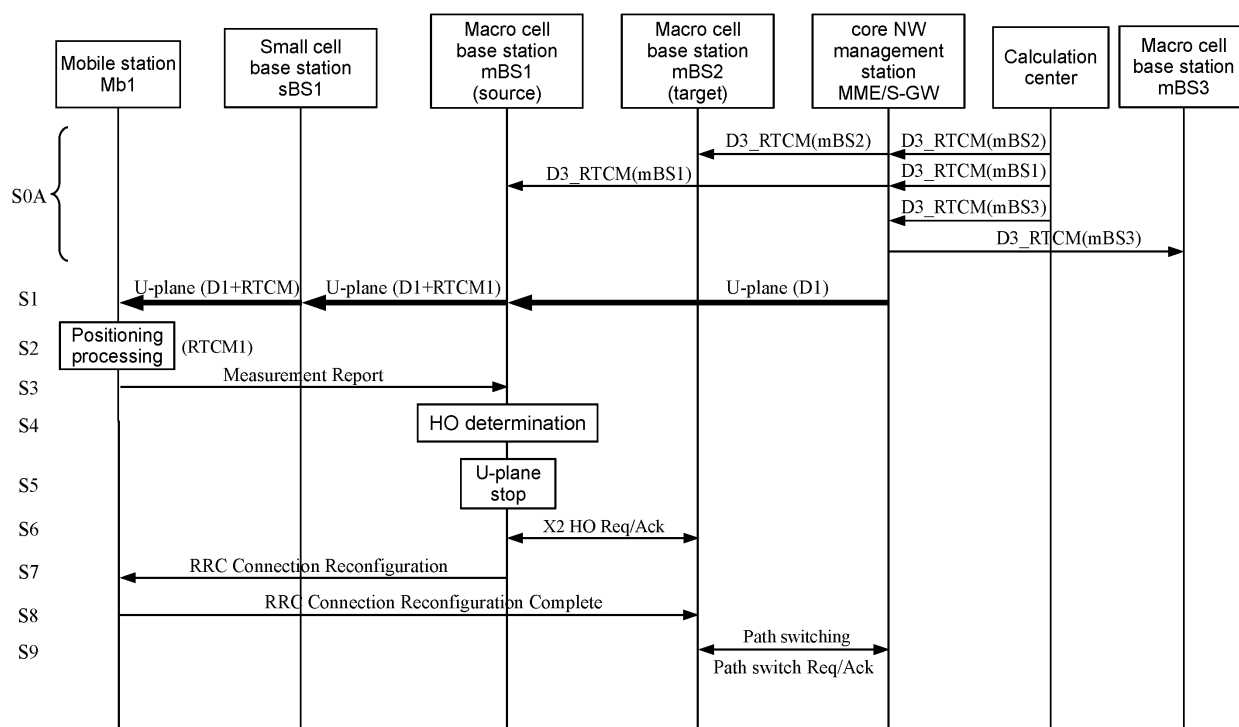 Mobile station
Mb1
Small cell
base station
sBS1
Macro cell
base station
mBS1
(source)
Macro cell
base station
mBS2
(target)
core NW
management
station
MME/S-GW
Calculation
center
Macro cell
base station
mBS3
S0A
D3_RTCM(mBS2)
D3_RTCM(mBS2)
D3_RTCM(mBS1)
D3_RTCM(mBS1)
D3_RTCM(mBS3)
D3_RTCM(mBS3)
S1
U-plane (D1+RTCM)
U-plane (D1+RTCM1)
U-plane (D1)
S2
Positioning
processing
(RTCM1)
S3
Measurement Report
S4
HO determination
S5
U-plane
stop
S6
X2 HO Req/Ack
S7
RRC Connection Reconfiguration
S8
RRC Connection Reconfiguration Complete
S9
Path switching
Path switch Req/Ack